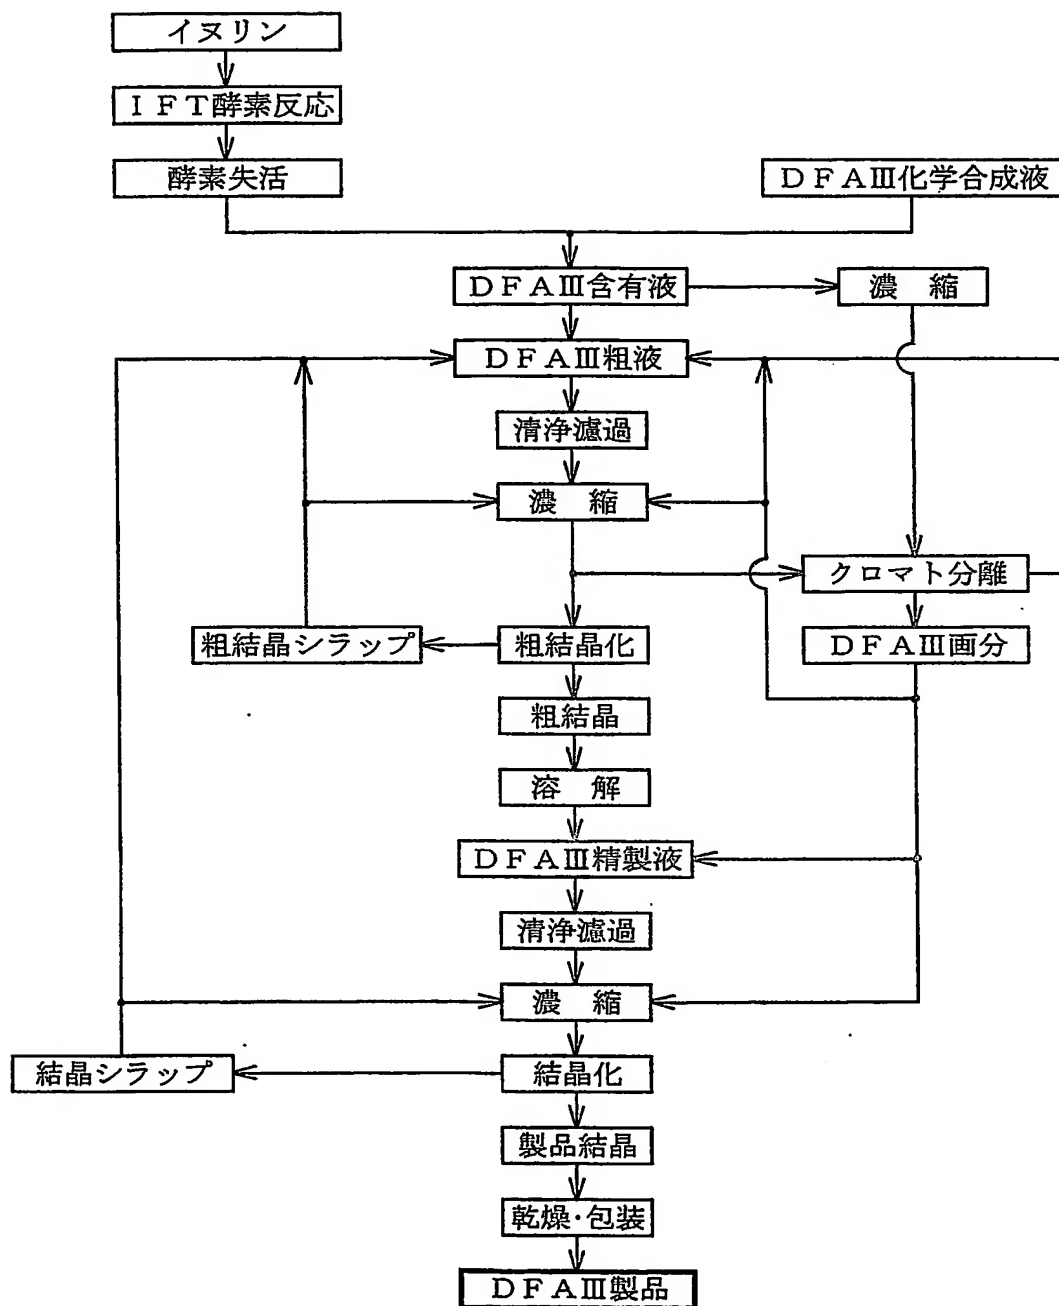 イヌリン
IFT酵素反応
酵素失活
DFAⅢ化学合成液
DFAⅢ含有液
濃 縮
DFAⅢ粗液
清浄濾過
濃 縮
クロマト分離
粗結晶シラップ
粗結晶化
DFAⅢ画分
粗結晶
溶 解
DFAⅢ精製液
清浄濾過
濃 縮
結晶シラップ
結晶化
製品結晶
乾燥・包装
DFAⅢ製品